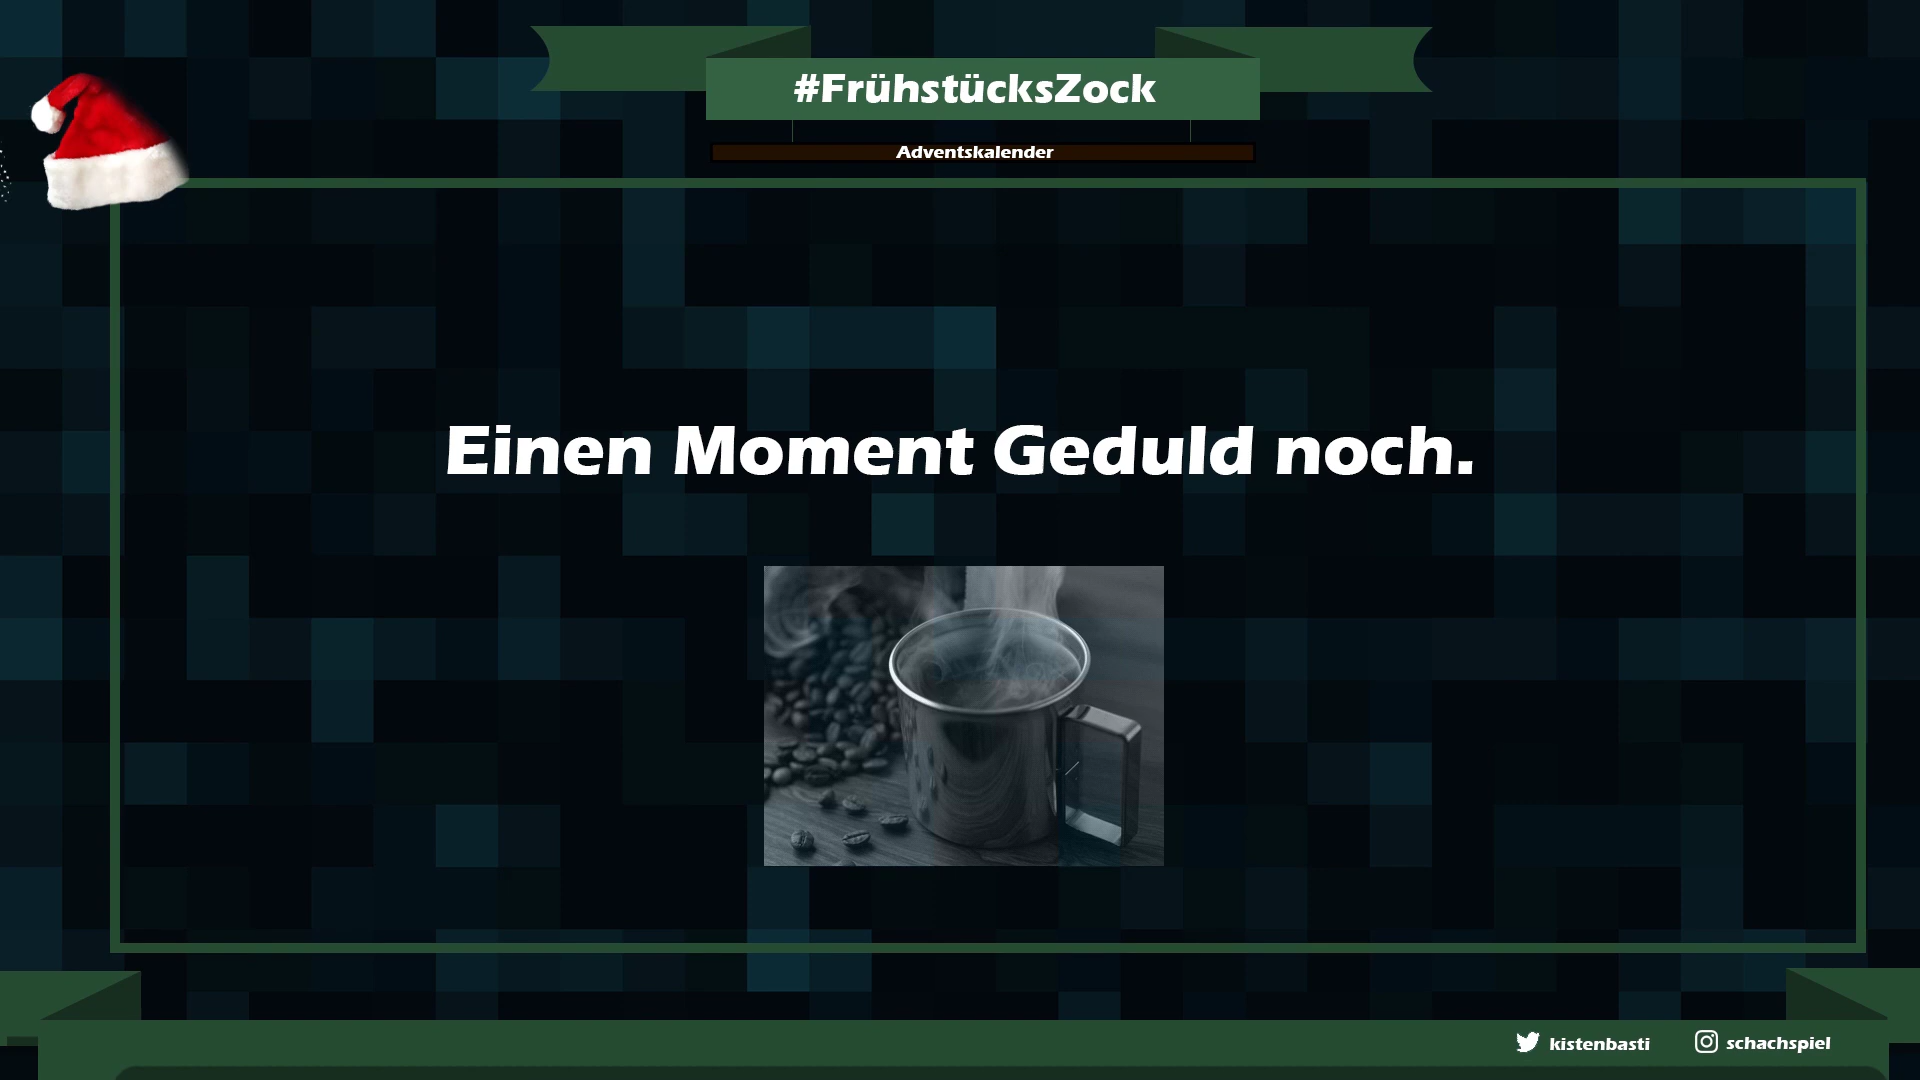 #FrühstücksZock
Adventskalender
Einen Moment Geduld noch.
kistenbasti
schachspiel